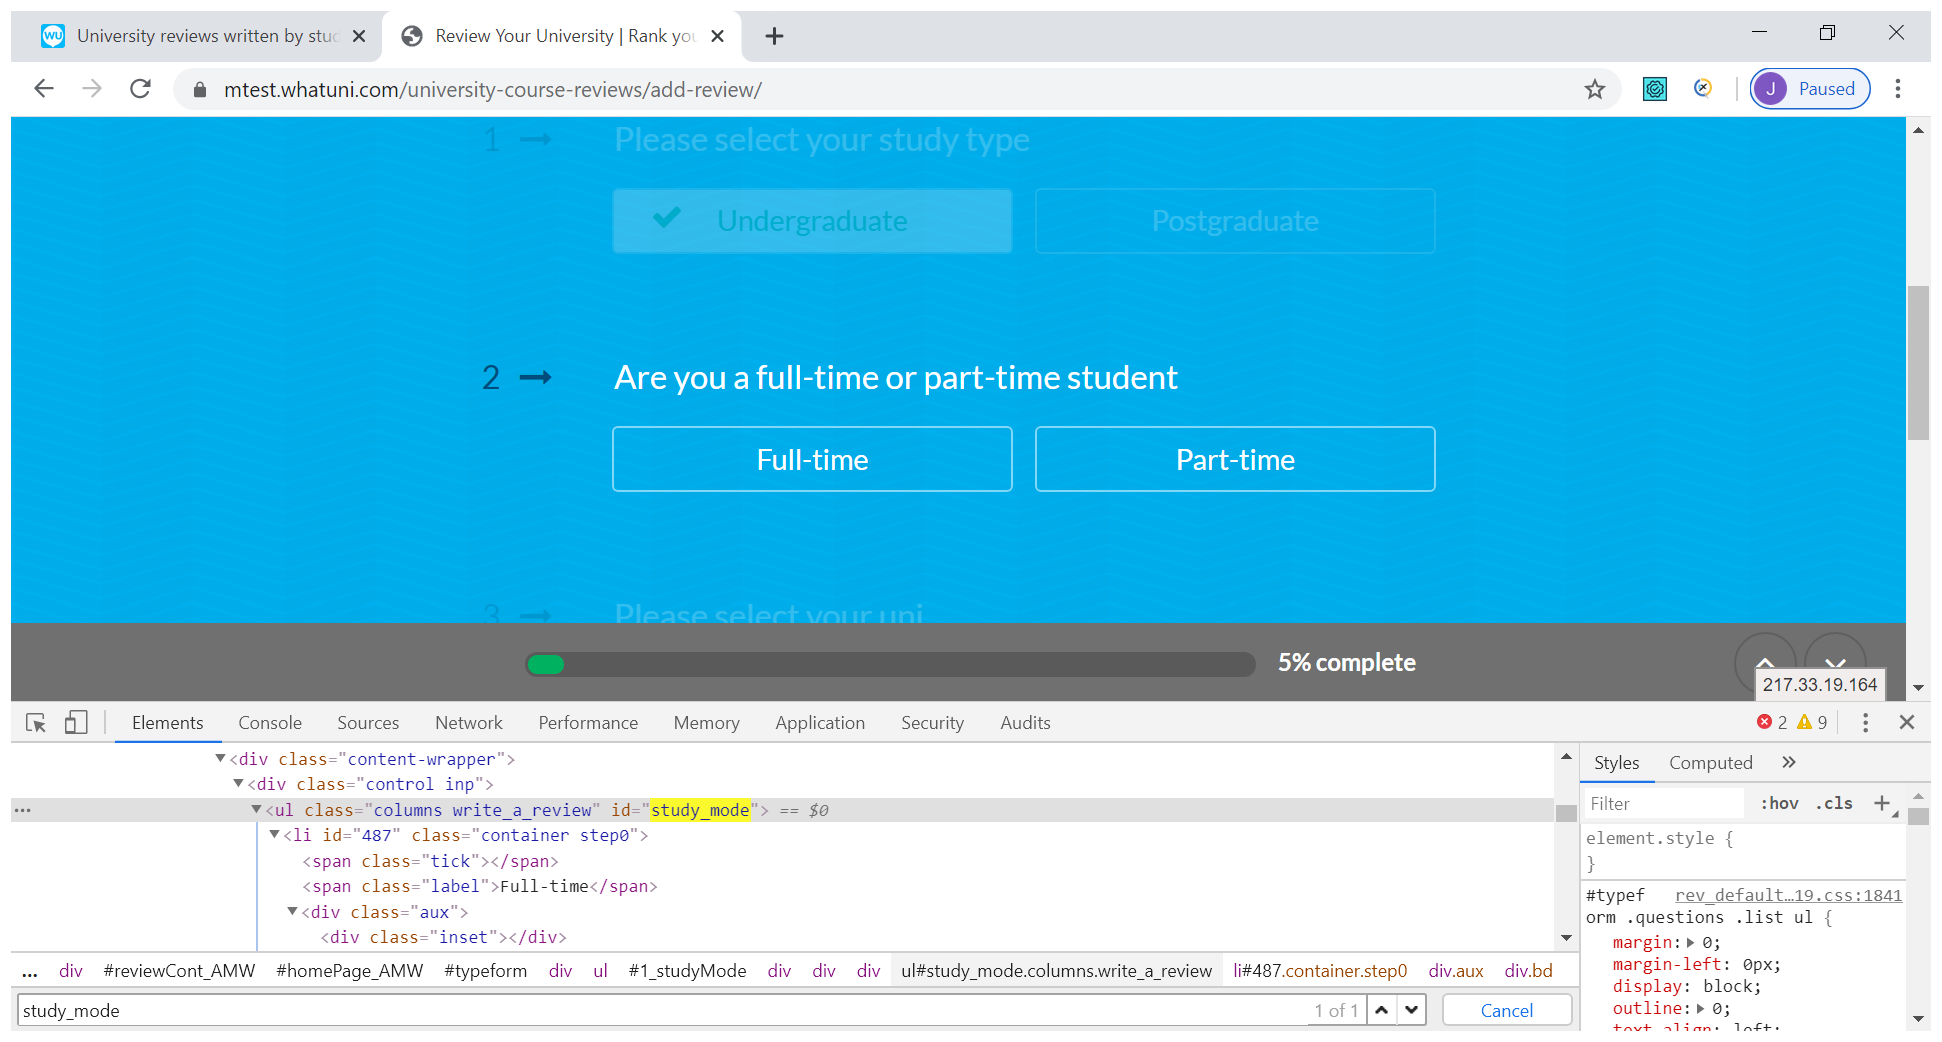 University reviews written by stu
Review Your University | Rank you
mtest.whatuni.com/university-course-reviews/add-review/
J Paused
1 Please select your study type
Undergraduate Postgraduate
2 Are you a full-time or part-time student
Full-time Part-time
3 Please select your uni
5% complete
217.33.19.164
Elements Console Sources Network Performance Memory Application Security Audits 2 9
<div class="content-wrapper">
<div class="control inp">
<ul class="columns write_a_review" id="study_mode"> == $0
<li id="487" class="container step0">
<span class="tick"></span>
<span class="label">Full-time</span>
<div class="aux">
<div class="inset"></div>
... div #reviewCont_AMW #homePage_AMW #typeform div ul #1_studyMode div div div ul#study_mode.columns.write_a_review li#487.container.step0 div.aux div.bd
study_mode 1 of 1 Cancel
Styles Computed »
Filter :hov .cls +
element.style {
}
#typef rev_default…19.css:1841
orm .questions .list ul {
margin: 0;
margin-left: 0px;
display: block;
outline: 0;
text-align: left;